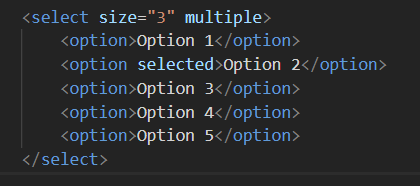 <select size="3" multiple>
    <option>Option 1</option>
    <option selected>Option 2</option>
    <option>Option 3</option>
    <option>Option 4</option>
    <option>Option 5</option>
</select>